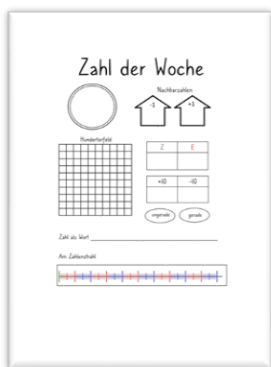 Zahl der Woche
Nachbarzahlen
-1 +1
Hunderterfeld
Z E
+10 -10
ungerade gerade
Zahl als Wort
Am Zahlenstrahl